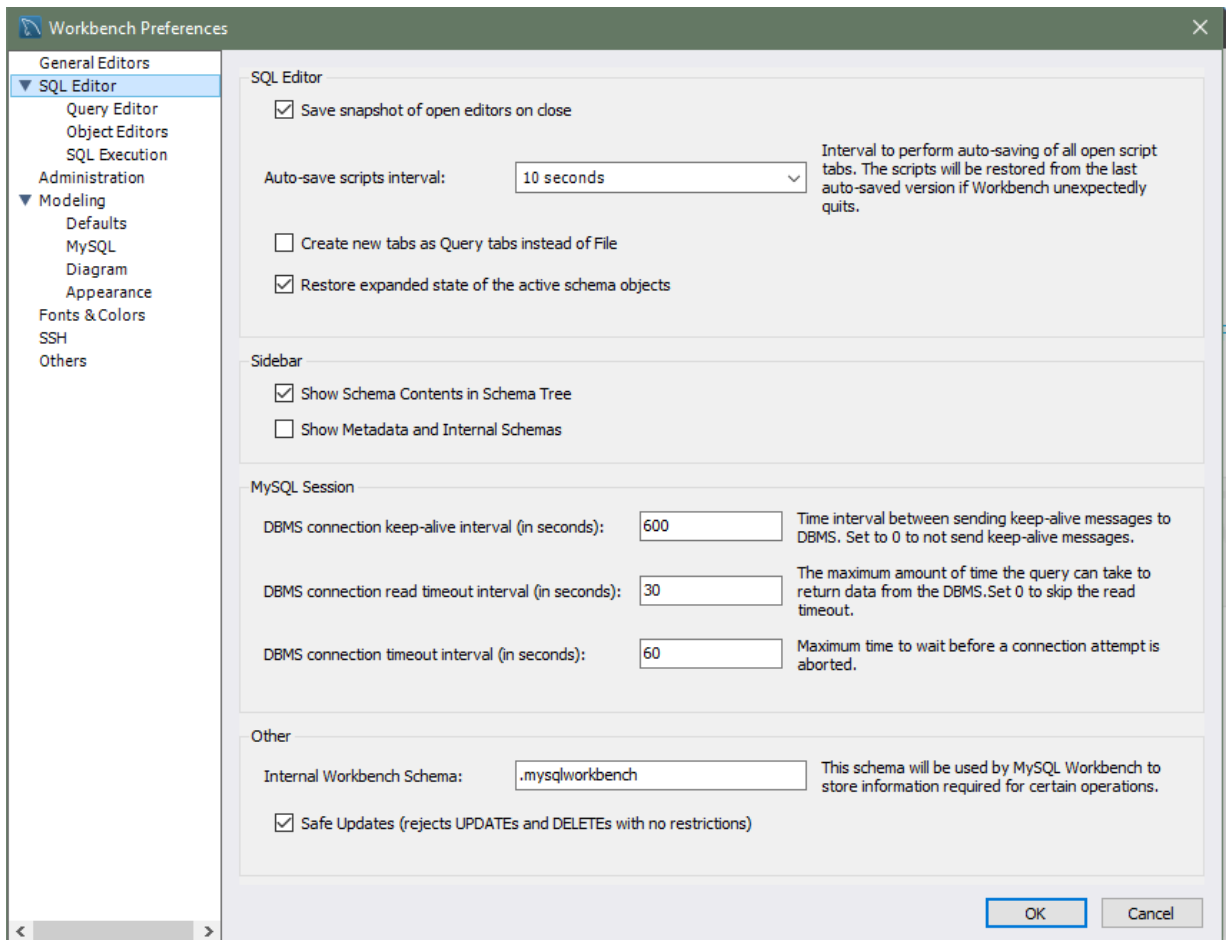 Workbench Preferences
General Editors
SQL Editor
Query Editor
Object Editors
SQL Execution
Administration
Modeling
Defaults
MySQL
Diagram
Appearance
Fonts & Colors
SSH
Others
SQL Editor
Save snapshot of open editors on close
Auto-save scripts interval:
10 seconds
Interval to perform auto-saving of all open script
tabs. The scripts will be restored from the last
auto-saved version if Workbench unexpectedly
quits.
Create new tabs as Query tabs instead of File
Restore expanded state of the active schema objects
Sidebar
Show Schema Contents in Schema Tree
Show Metadata and Internal Schemas
MySQL Session
DBMS connection keep-alive interval (in seconds):
600
Time interval between sending keep-alive messages to
DBMS. Set to 0 to not send keep-alive messages.
DBMS connection read timeout interval (in seconds):
30
The maximum amount of time the query can take to
return data from the DBMS.Set 0 to skip the read
timeout.
DBMS connection timeout interval (in seconds):
60
Maximum time to wait before a connection attempt is
aborted.
Other
Internal Workbench Schema:
.mysqlworkbench
This schema will be used by MySQL Workbench to
store information required for certain operations.
Safe Updates (rejects UPDATEs and DELETEs with no restrictions)
OK
Cancel